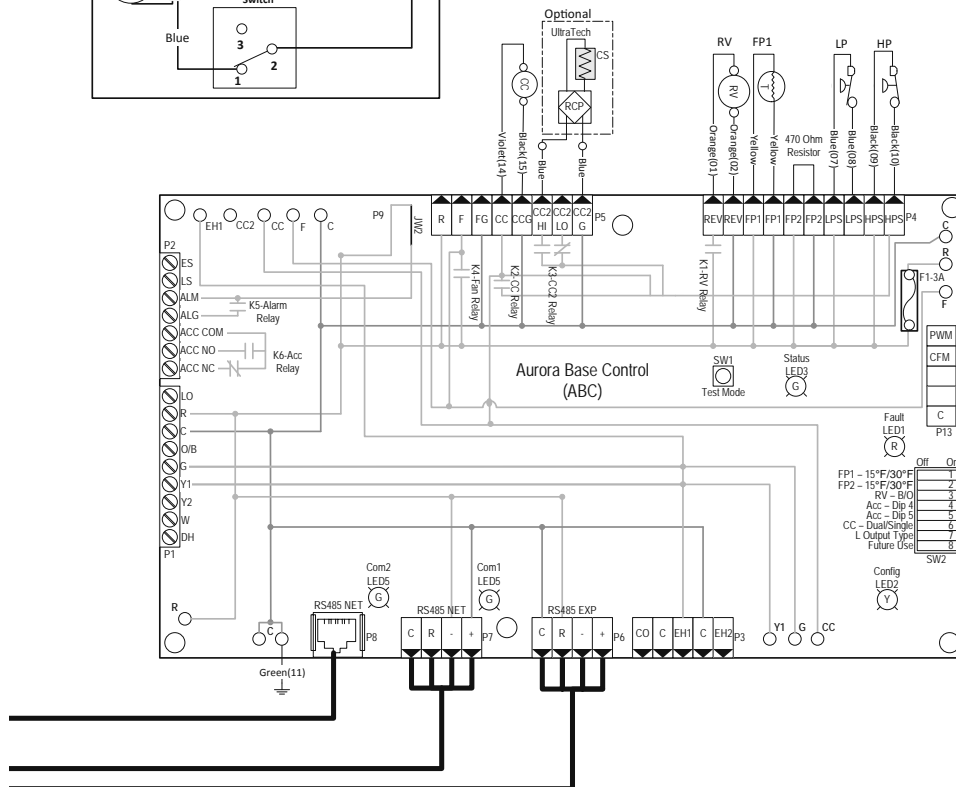 Switch
Blue
3
2
1
Optional
UltraTech
CS
CC
RCP
Violet(14)
Black(15)
Blue
Blue
RV
FP1
LP
HP
RV
T
Orange(01)
Orange(02)
Yellow
Yellow
470 Ohm
Resistor
Blue(07)
Blue(08)
Black(09)
Black(10)
EH1
CC2
CC
F
C
P9
JW2
R
F
FG
CC
CCG
CC2
HI
CC2
LO
CC2
G
P5
REV
REV
FP1
FP1
FP2
FP2
LPS
LPS
HPS
HPS
P4
C
R
F1-3A
F
P2
ES
LS
ALM
ALG
ACC COM
ACC NO
ACC NC
K5-Alarm
Relay
K6-Acc
Relay
K4-Fan Relay
K2-CC Relay
K3-CC2 Relay
K1-RV Relay
Aurora Base Control
(ABC)
SW1
Test Mode
Status
LED3
G
PWM
CFM
C
P13
LO
R
C
O/B
G
Y1
Y2
W
DH
P1
Fault
LED1
R
Off
On
FP1 – 15°F/30°F
1
FP2 – 15°F/30°F
2
RV – B/O
3
Acc – Dip 4
4
Acc – Dip 5
5
CC – Dual/Single
6
L Output Type
7
Future Use
8
SW2
Config
LED2
Y
R
C
Green(11)
RS485 NET
P8
Com2
LED5
G
RS485 NET
C
R
-
+
P7
Com1
LED5
G
RS485 EXP
C
R
-
+
P6
CO
C
EH1
C
EH2
P3
Y1
G
CC